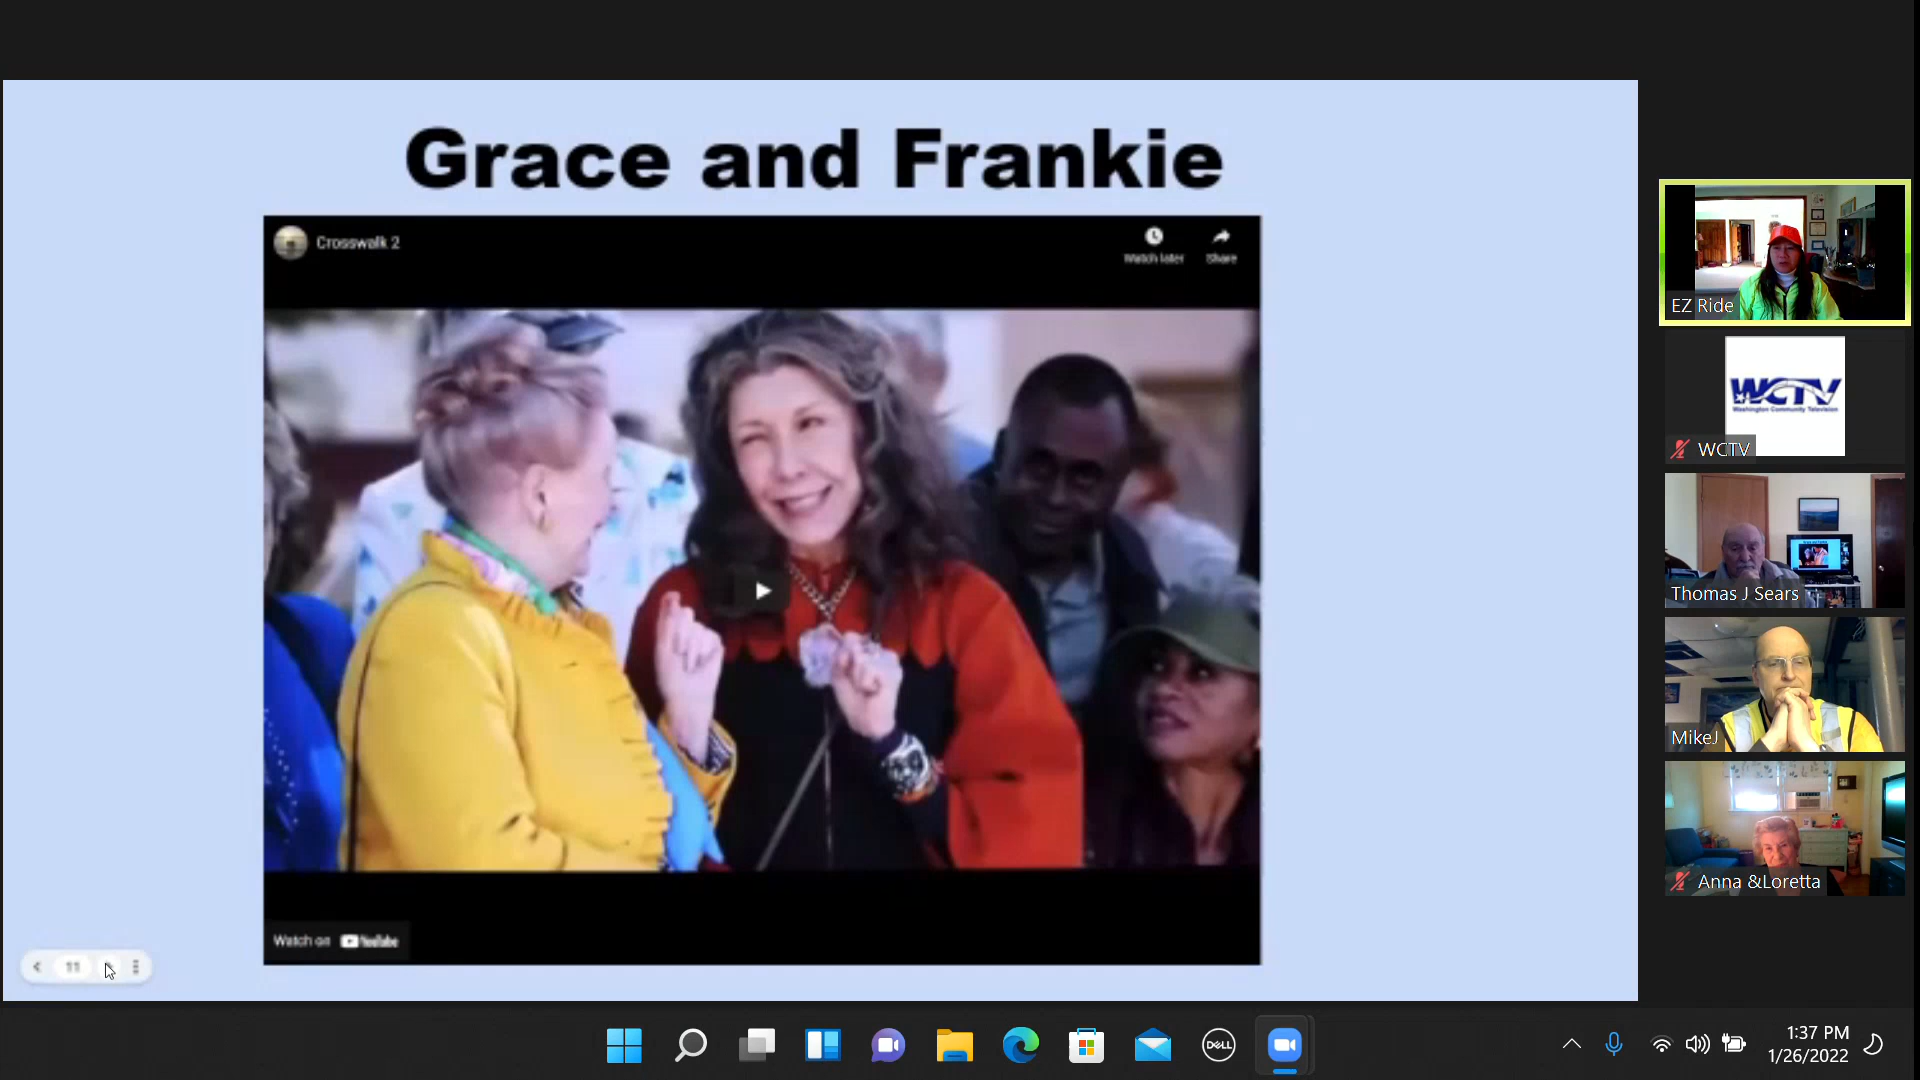 Grace and Frankie
Crosswalk 2
Watch later
Share
Watch on YouTube
11
EZ Ride
WCTV
Washington Community Television
WCTV
Thomas J Sears
MikeJ
Anna &Loretta
DELL
1:37 PM
1/26/2022